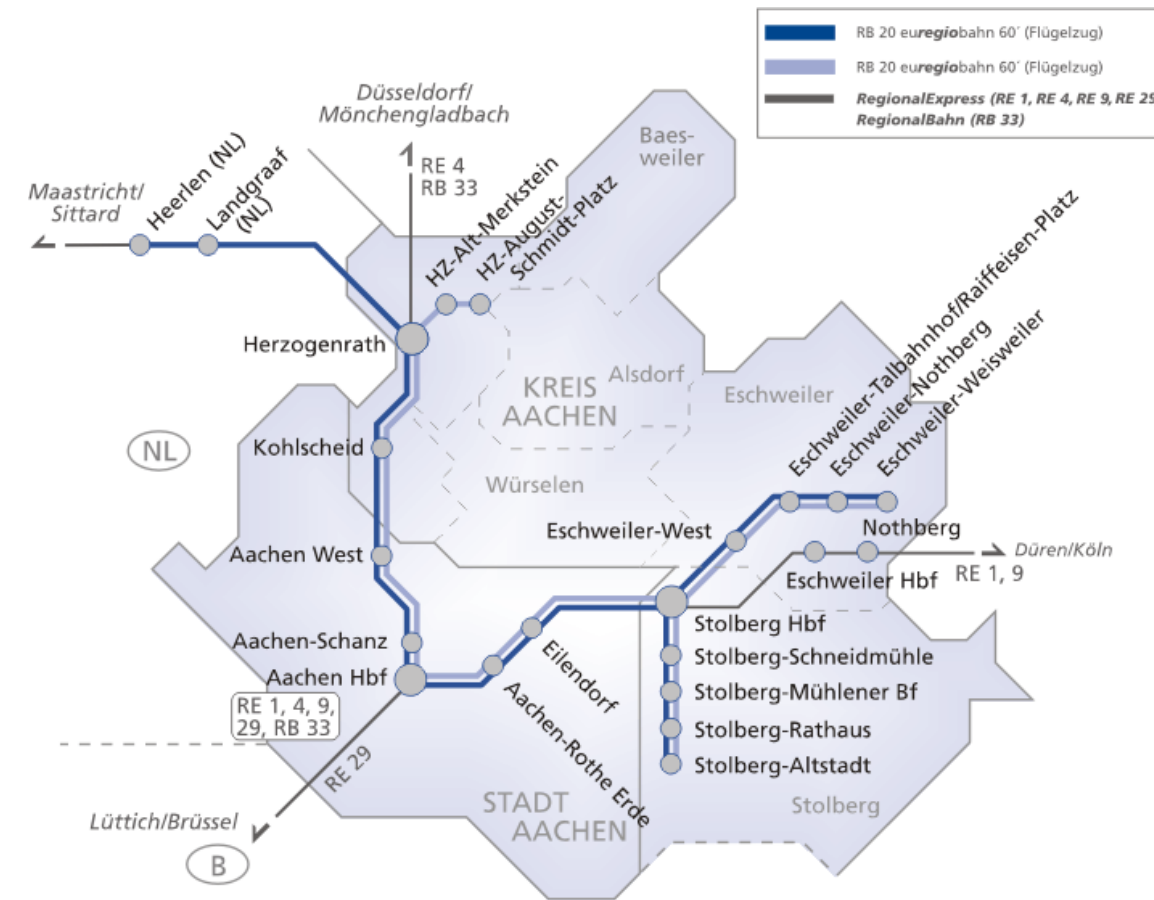 RB 20 euregiobahn 60´ (Flügelzug)
RB 20 euregiobahn 60´ (Flügelzug)
RegionalExpress (RE 1, RE 4, RE 9, RE 29
RegionalBahn (RB 33)
Düsseldorf/
Mönchengladbach
RE 4
RB 33
Baes-
weiler
Maastricht/
Sittard
Heerlen (NL)
Landgraaf
(NL)
HZ-Alt-Merkstein
HZ-August-
Schmidt-Platz
Herzogenrath
KREIS
AACHEN
Alsdorf
Eschweiler
Eschweiler-Talbahnhof/Raiffeisen-Platz
Eschweiler-Nothberg
Eschweiler-Weisweiler
NL
Kohlscheid
Würselen
Eschweiler-West
Nothberg
Aachen West
Eschweiler Hbf
RE 1, 9
Düren/Köln
Stolberg Hbf
Aachen-Schanz
Stolberg-Schneidmühle
Aachen Hbf
Eilendorf
Aachen-Rothe Erde
Stolberg-Mühlener Bf
RE 1, 4, 9,
29, RB 33
Stolberg-Rathaus
Stolberg-Altstadt
RE 29
STADT
AACHEN
Stolberg
Lüttich/Brüssel
B